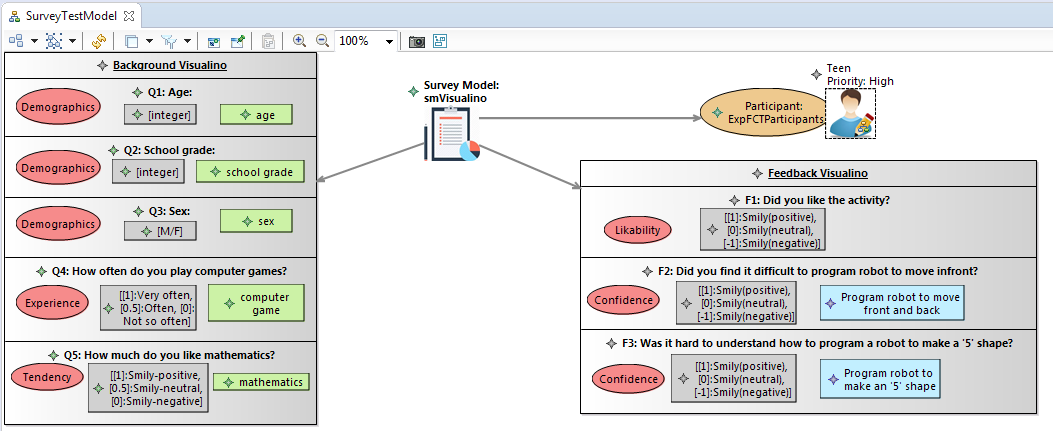 SurveyTestModel
100%
Background Visualino
Q1: Age:
Demographics
[integer]
age
Q2: School grade:
Demographics
[integer]
school grade
Q3: Sex:
Demographics
[M/F]
sex
Q4: How often do you play computer games?
Experience
[[1]:Very often,
[0.5]:Often, [0]:
Not so often]
computer
game
Q5: How much do you like mathematics?
Tendency
[[1]:Smily-positive,
[0.5]:Smily-neutral,
[0]:Smily-negative]
mathematics
Survey Model:
smVisualino
Teen
Priority: High
Participant:
ExpFCTParticipants
Feedback Visualino
F1: Did you like the activity?
Likability
[[1]:Smily(positive),
[0]:Smily(neutral),
[-1]:Smily(negative)]
F2: Did you find it difficult to program robot to move infront?
Confidence
[[1]:Smily(positive),
[0]:Smily(neutral),
[-1]:Smily(negative)]
Program robot to move
front and back
F3: Was it hard to understand how to program a robot to make a '5' shape?
Confidence
[[1]:Smily(positive),
[0]:Smily(neutral),
[-1]:Smily(negative)]
Program robot to
make an '5' shape